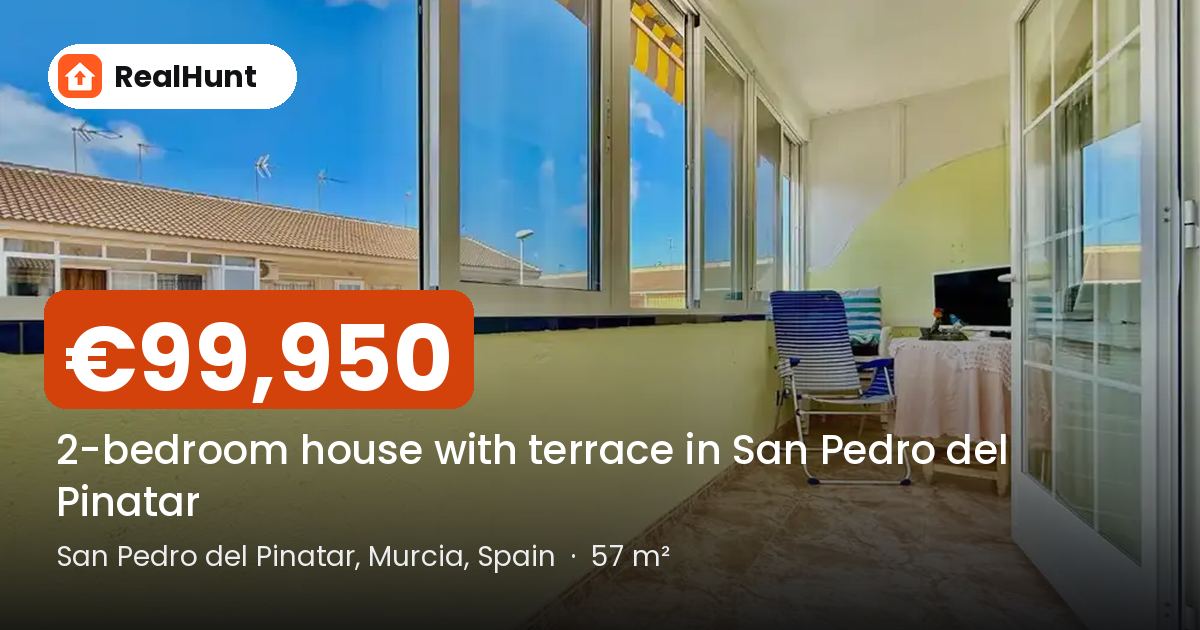 RealHunt
€99,950
2-bedroom house with terrace in San Pedro del
Pinatar
San Pedro del Pinatar, Murcia, Spain · 57 m²